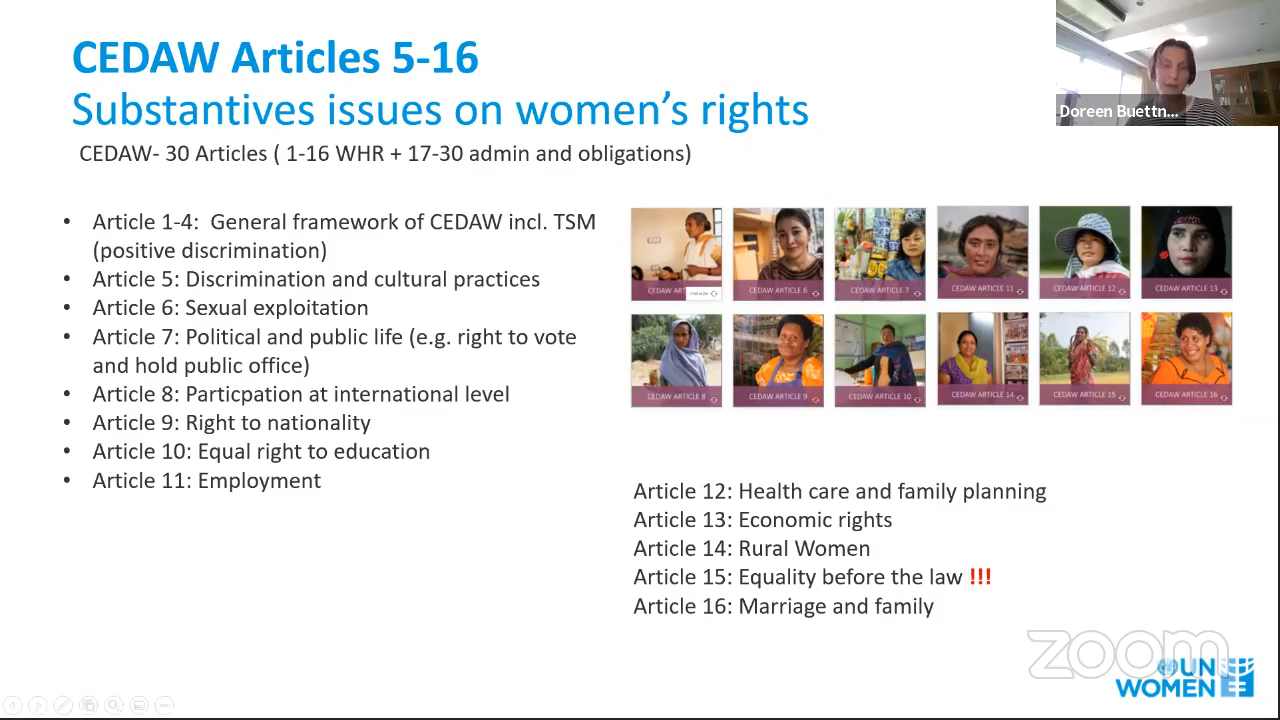 CEDAW Articles 5-16
Substantives issues on women's rights
CEDAW- 30 Articles ( 1-16 WHR + 17-30 admin and obligations)
Doreen Buettn...
• Article 1-4:  General framework of CEDAW incl. TSM
(positive discrimination)
• Article 5: Discrimination and cultural practices
• Article 6: Sexual exploitation
• Article 7: Political and public life (e.g. right to vote
and hold public office)
• Article 8: Particpation at international level
• Article 9: Right to nationality
• Article 10: Equal right to education
• Article 11: Employment
CEDAW ART
CEDAW ARTICLE 6
CEDAW ARTICLE 7
CEDAW ARTICLE 11
CEDAW ARTICLE 12
CEDAW ARTICLE 13
CEDAW ARTICLE 8
CEDAW ARTICLE 9
CEDAW ARTICLE 10
CEDAW ARTICLE 14
CEDAW ARTICLE 15
CEDAW ARTICLE 16
Article 12: Health care and family planning
Article 13: Economic rights
Article 14: Rural Women
Article 15: Equality before the law !!!
Article 16: Marriage and family
zoom
UN
WOMEN